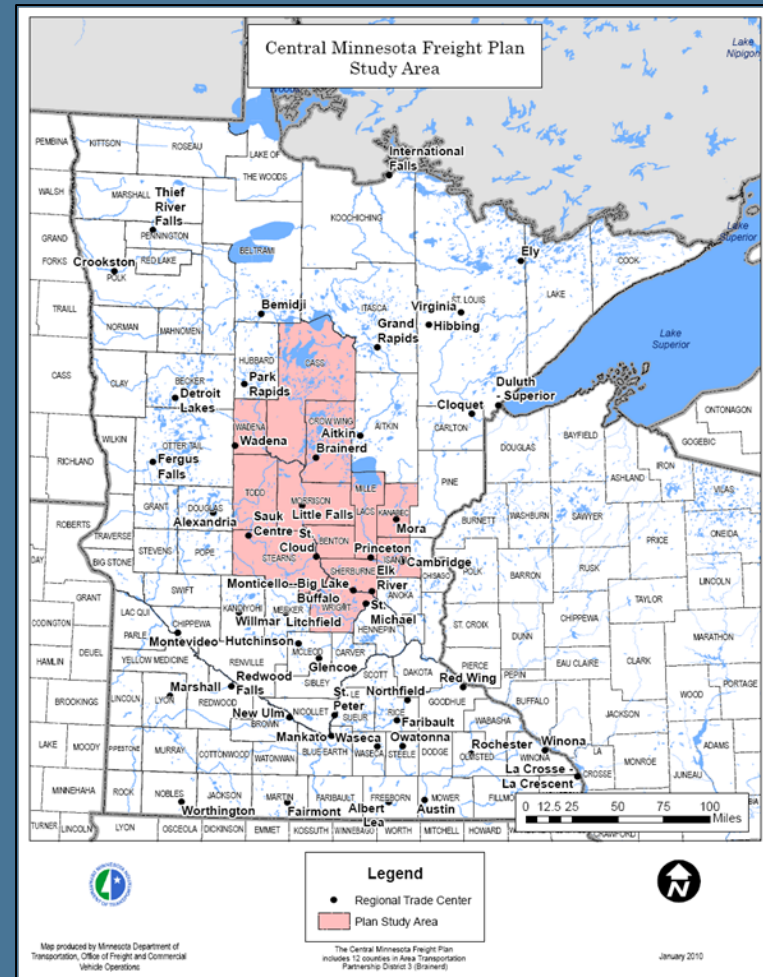 Central Minnesota Freight Plan
Study Area
Lake
Nipigon
International
Falls
PEMBINA
KITTSON
ROSEAU
LAKE OF
THE WOODS
WALSH
MARSHALL
Thief
River
Falls
PENNINGTON
KOOCHICHING
GRAND
FORKS
RED LAKE
BELTRAMI
Crookston
POLK
Ely
COOK
Lake
Superior
LAKE
TRAILL
NORMAN
MAHNOMEN
Bemidji
ITASCA
Virginia
ST. LOUIS
Hibbing
Grand
Rapids
Lake
Superior
CASS
CLAY
BECKER
HUBBARD
CASS
Park
Rapids
Detroit
Lakes
Duluth
- Superior
Cloquet
CARLTON
ONTONAGON
GOGEBIC
WADENA
Wadena
CROW WING
Aitkin
AITKIN
Brainerd
DOUGLAS
BAYFIELD
IRON
ASHLAND
VILAS
RICHLAND
WILKIN
OTTER TAIL
Fergus
Falls
TODD
MORRISON
Little Falls
MILLE
LACS
KANABEC
Mora
PINE
BURNETT
WASHBURN
SAWYER
PRICE
ONEIDA
ROBERTS
GRANT
DOUGLAS
Alexandria
TRAVERSE
STEVENS
POPE
BIG STONE
Sauk
Centre
STEARNS
St.
Cloud
BENTON
Princeton
ISANTI
Cambridge
SHERBURNE
CHISAGO
POLK
BARRON
RUSK
LINCOLN
TAYLOR
DAY
GRANT
SWIFT
Monticello--Big Lake
Elk
River
ANOKA
Buffalo
WRIGHT
St.
Michael
HENNEPIN
KANDIYOHI
Willmar
MEEKER
Litchfield
LAC QUI
PARLE
CHIPPEWA
Montevideo
CODINGTON
DEUEL
HAMLIN
ST. CROIX
DUNN
CHIPPEWA
MARATHON
CLARK
EAU CLAIRE
YELLOW MEDICINE
RENVILLE
Hutchinson
MCLEOD
CARVER
Glencoe
SIBLEY
SCOTT
DAKOTA
PIERCE
PEPIN
Red Wing
PORTAGE
WOOD
BROOKINGS
LINCOLN
Marshall
LYON
REDWOOD
Redwood
Falls
NICOLLET
New Ulm
BROWN
St.
Peter
LE
SUEUR
RICE
Northfield
Faribault
GOODHUE
WABASHA
BUFFALO
JACKSON
LAKE
MOODY
PIPESTONE
MURRAY
COTTONWOOD
WATONWAN
Mankato
BLUE EARTH
Waseca
WASECA
Owatonna
STEELE
DODGE
OLMSTED
Rochester
Winona
WINONA
LA
CROSSE
La Crosse -
La Crescent
MONROE
JUNEAU
ADAMS
MINNEHAHA
ROCK
NOBLES
Worthington
JACKSON
MARTIN
Fairmont
FARIBAULT
FREEBORN
Albert
Lea
MOWER
Austin
TURNER
LINCOLN
LYON
OSCEOLA
DICKINSON
EMMET
KOSSUTH
WINNEBAGO
WORTH
MITCHELL
HOWARD
CRAWFORD
0 12.5 25 50 75 100
Miles
Legend
Regional Trade Center
Plan Study Area
N
Map produced by Minnesota Department of
Transportation, Office of Freight and Commercial
Vehicle Operations
The Central Minnesota Freight Plan
includes 12 counties in Area Transportation
Partnership District 3 (Brainerd)
January 2010